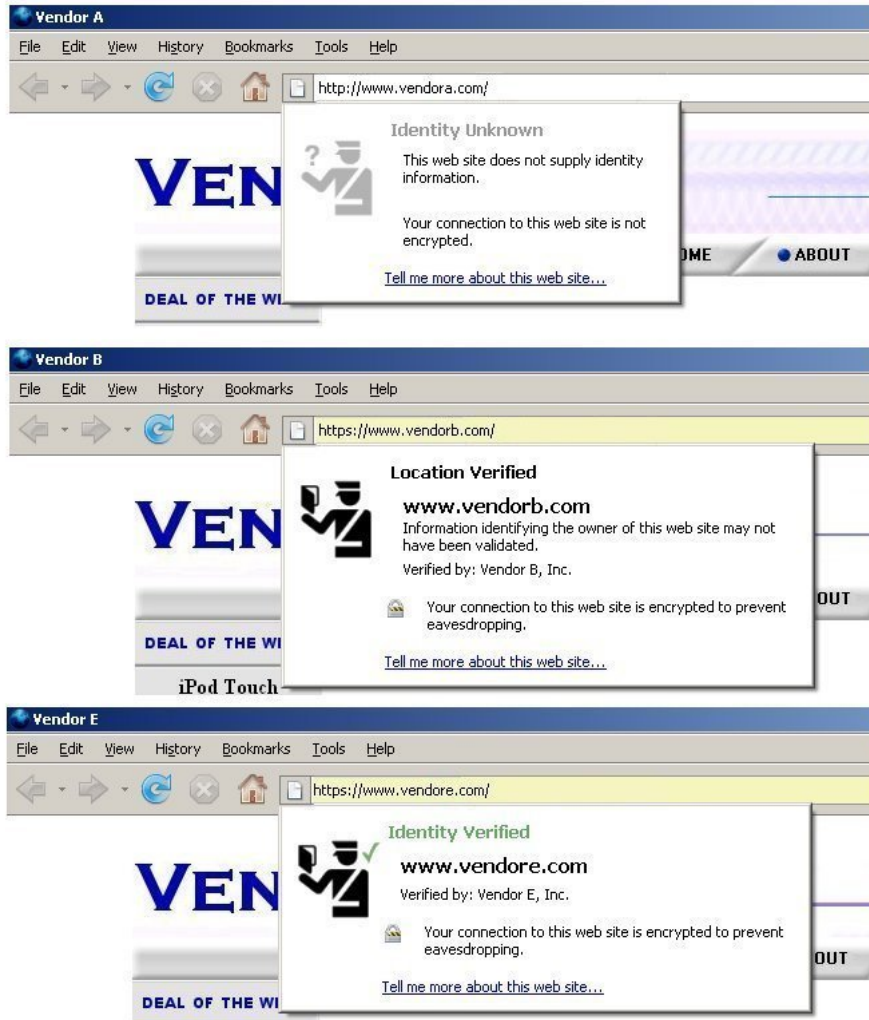 Vendor A
File Edit View History Bookmarks Tools Help
http://www.vendora.com/
Identity Unknown
?
This web site does not supply identity
information.
VEN
Your connection to this web site is not
encrypted.
OME ABOUT
Tell me more about this web site...
DEAL OF THE WE
Vendor B
File Edit View History Bookmarks Tools Help
https://www.vendorb.com/
Location Verified
www.vendorb.com
VEN
Information identifying the owner of this web site may not
have been validated.
Verified by: Vendor B, Inc.
OUT
Your connection to this web site is encrypted to prevent
eavesdropping.
DEAL OF THE WE
Tell me more about this web site...
iPod Touch
Vendor E
File Edit View History Bookmarks Tools Help
https://www.vendore.com/
Identity Verified
www.vendore.com
VEN
Verified by: Vendor E, Inc.
Your connection to this web site is encrypted to prevent
eavesdropping.
OUT
Tell me more about this web site...
DEAL OF THE WE